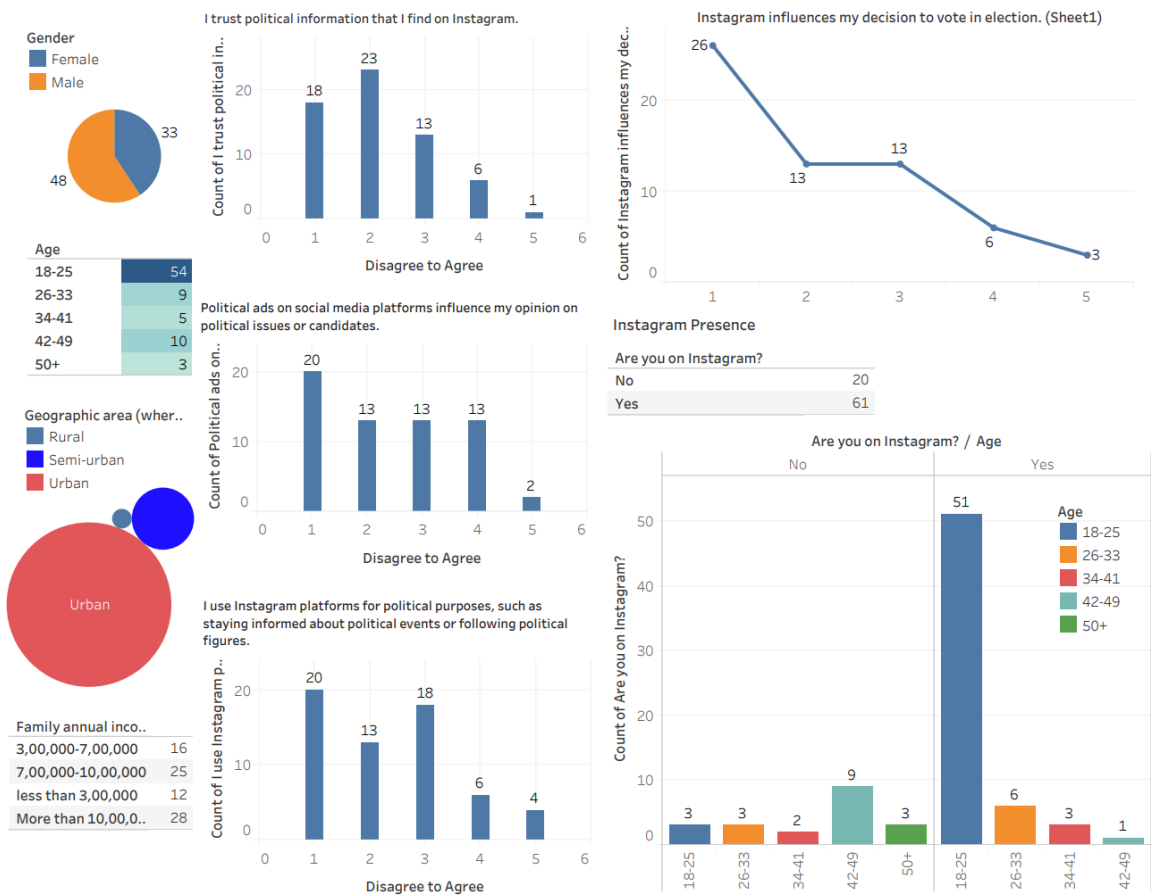 Gender
Female
Male
33
48
Age
18-25 54
26-33 9
34-41 5
42-49 10
50+ 3
Geographic area (wher..
Rural
Semi-urban
Urban
Urban
Family annual inco..
3,00,000-7,00,000 16
7,00,000-10,00,000 25
less than 3,00,000 12
More than 10,00,0.. 28
I trust political information that I find on Instagram.
Count of I trust political in..
20
10
0
18
23
13
6
1
0 1 2 3 4 5 6
Disagree to Agree
Political ads on social media platforms influence my opinion on
political issues or candidates.
Count of Political ads on..
20
10
0
20
13
13
13
2
0 1 2 3 4 5 6
Disagree to Agree
I use Instagram platforms for political purposes, such as
staying informed about political events or following political
figures.
Count of I use Instagram p..
20
10
0
20
13
18
6
4
0 1 2 3 4 5 6
Disagree to Agree
Instagram influences my decision to vote in election. (Sheet1)
Count of Instagram influences my dec..
20
10
0
26
13
13
6
3
1 2 3 4 5
Instagram Presence
Are you on Instagram?
No 20
Yes 61
Are you on Instagram? / Age
No Yes
Count of Are you on Instagram?
50
40
30
20
10
0
3
3
2
9
3
51
6
3
1
Age
18-25
26-33
34-41
42-49
50+
18-25
26-33
34-41
42-49
50+
18-25
26-33
34-41
42-49